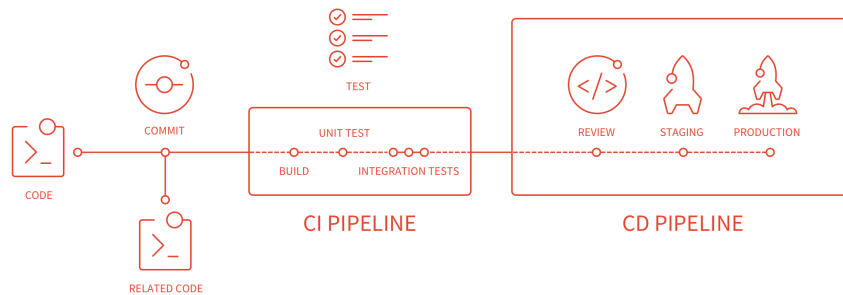 TEST
COMMIT
UNIT TEST
REVIEW
STAGING
PRODUCTION
BUILD
INTEGRATION TESTS
CODE
CI PIPELINE
CD PIPELINE
RELATED CODE